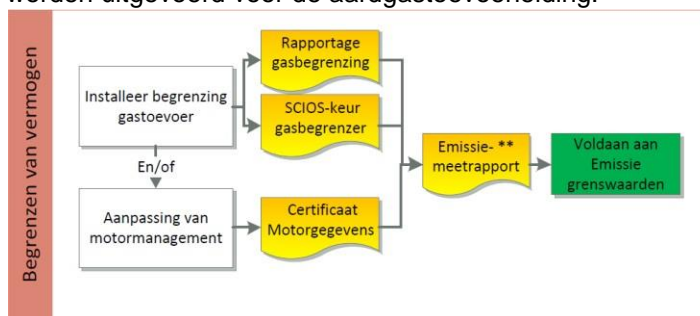 worden uitgevoerd voor de aardgastoevoerleiding.
Begrenzen van vermogen
Installeer begrenzing
gastoevoer
En/of
Aanpassing van
motormanagement
Rapportage
gasbegrenzing
SCIOS-keur
gasbegrenzer
Certificaat
Motorgegevens
Emissie- **
meetrapport
Voldaan aan
Emissie
grenswaarden